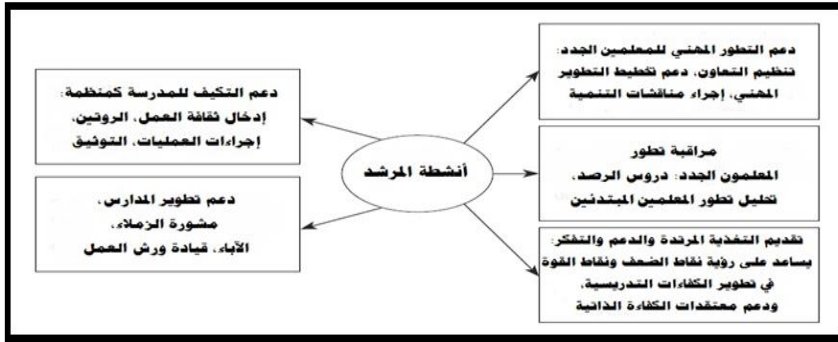 دعم التطور المهني للمعلمين الجدد:
تنظيم التعاون، دعم تخطيط التطوير
المهني، إجراء مناقشات التنمية
مراقبة تطور
المعلمون الجدد: دروس الرصد،
تحليل تطور المعلمين المبتدئين
تقديم التغذية المرتدة والدعم والتفكر:
يساعد على رؤية نقاط الضعف ونقاط القوة
في تطوير الكفاءات التدريسية،
ودعم معتقدات الكفاءة الذاتية
أنشطة المرشد
دعم التكيف للمدرسة كمنظمة:
إدخال ثقافة العمل، الروتين،
إجراءات العمليات، التوثيق
دعم تطوير المدارس،
مشورة الزملاء،
الآباء، قيادة ورش العمل